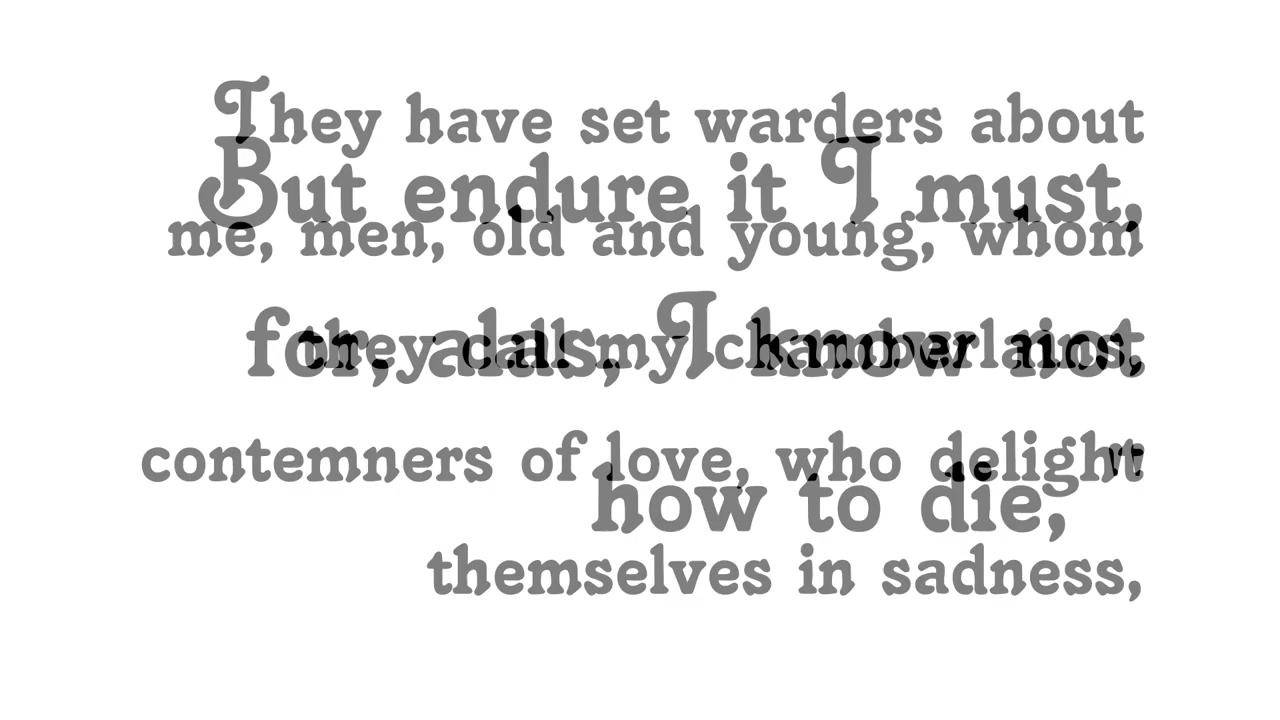 They have set warders about
me, men, old and young, whom
they call my chamberlains,
contemners of love, who delight
themselves in sadness,
But endure it I must,
for, alas, I know not
how to die,"